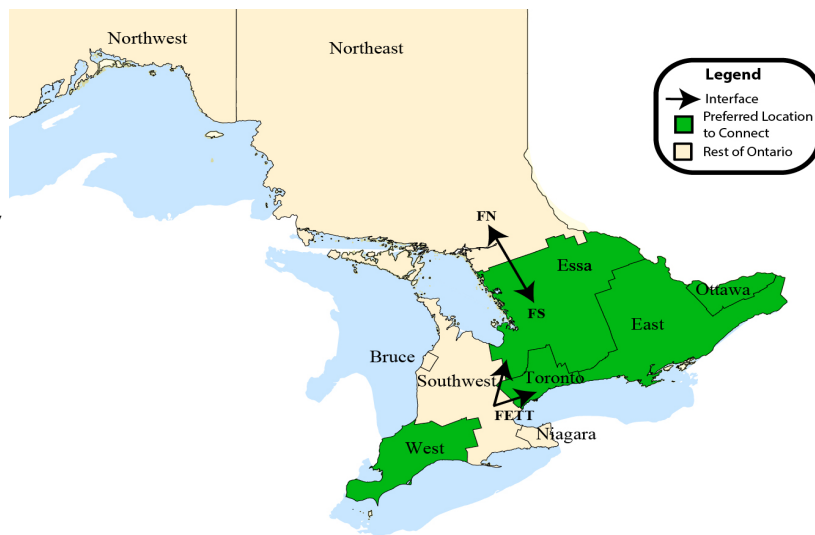 Northwest
Northeast
Legend
Interface
Preferred Location
to Connect
Rest of Ontario
FN
Essa
Ottawa
FS
East
Bruce
Southwest
Toronto
FETT
Niagara
West